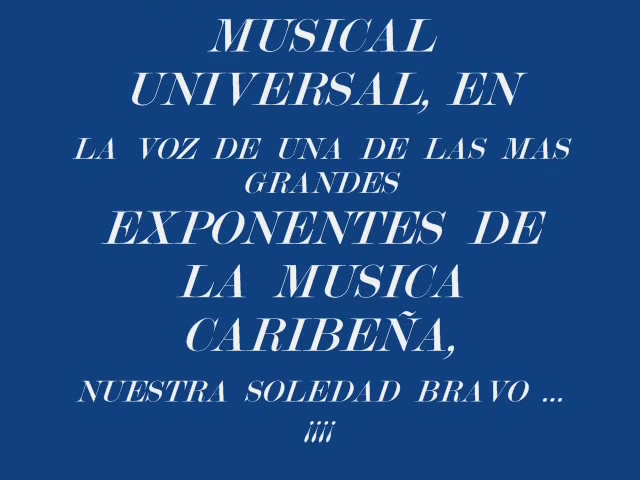 MUSICAL
UNIVERSAL, EN
LA VOZ DE UNA DE LAS MAS
GRANDES
EXPONENTES DE
LA MUSICA
CARIBEÑA,
NUESTRA SOLEDAD BRAVO ...
¡¡¡¡